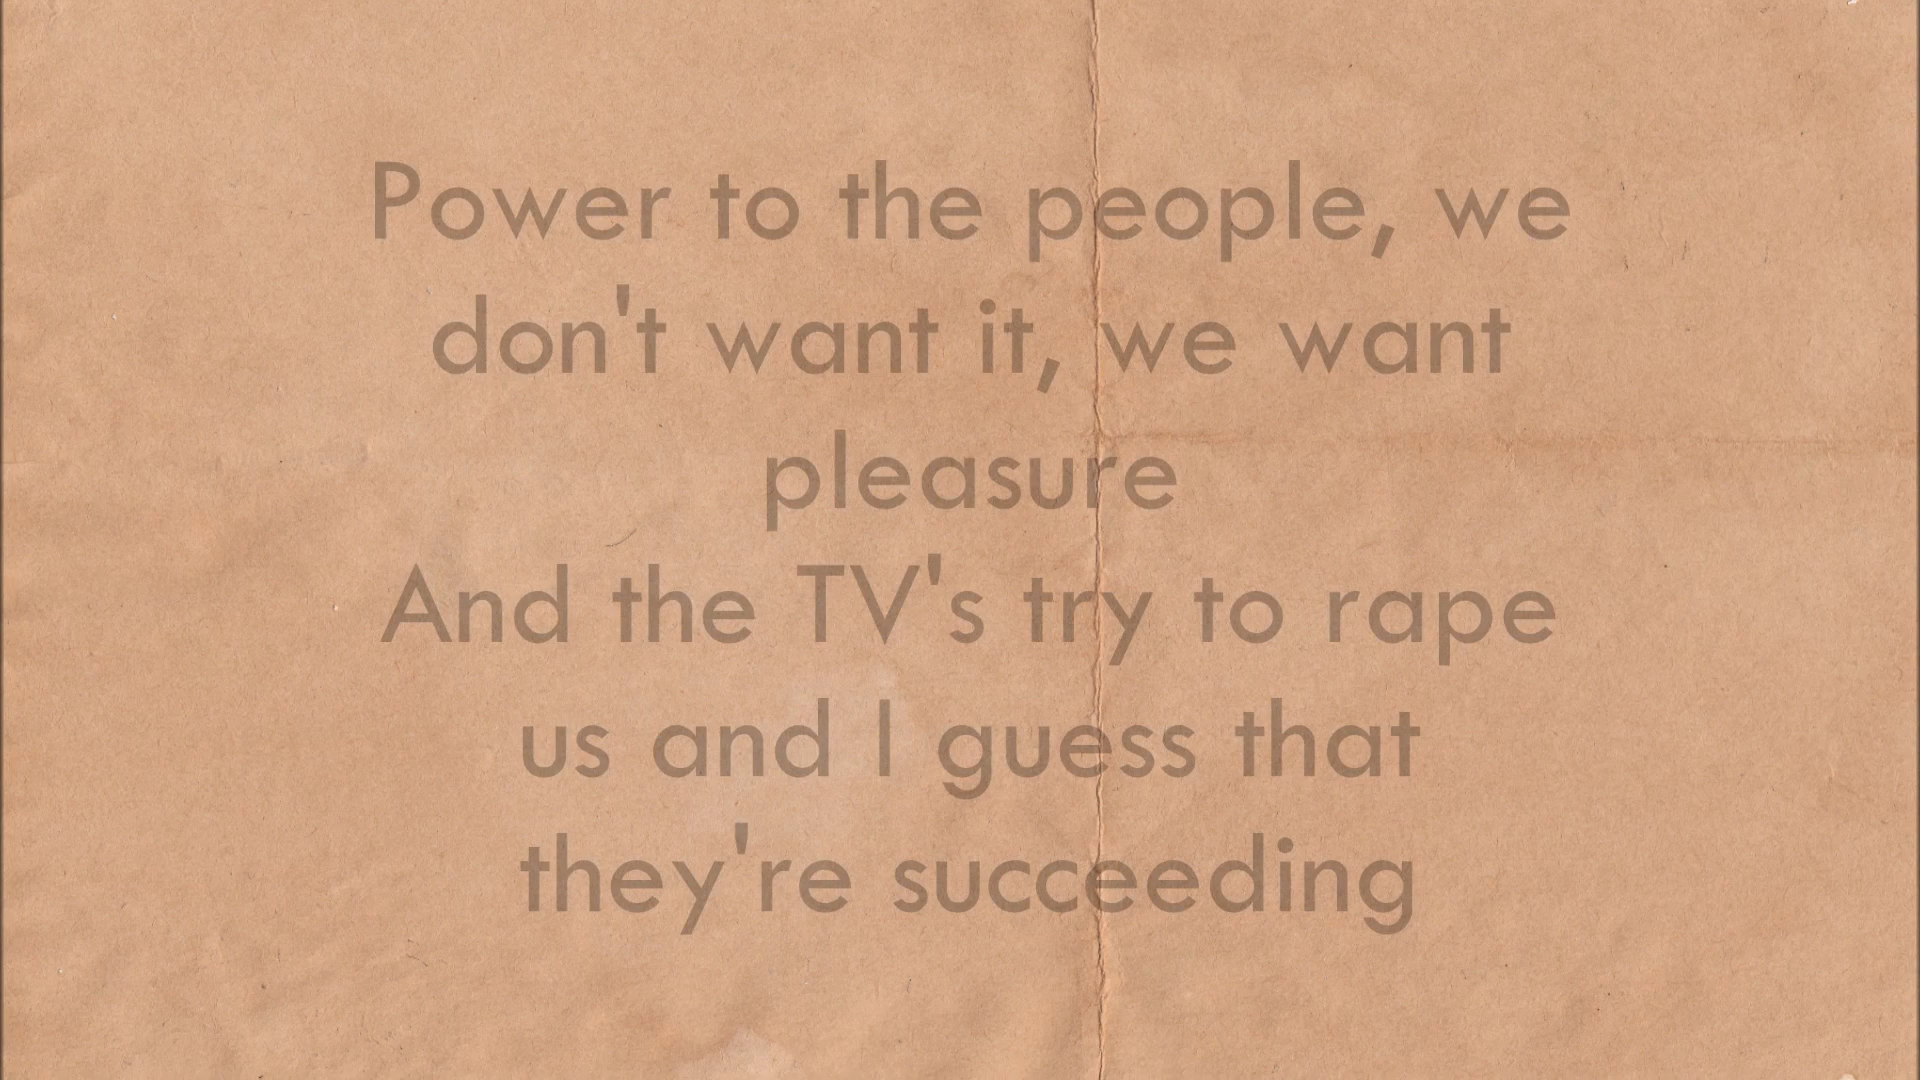 Power to the people, we
don't want it, we want
pleasure
And the TV's try to rape
us and I guess that
they're succeeding